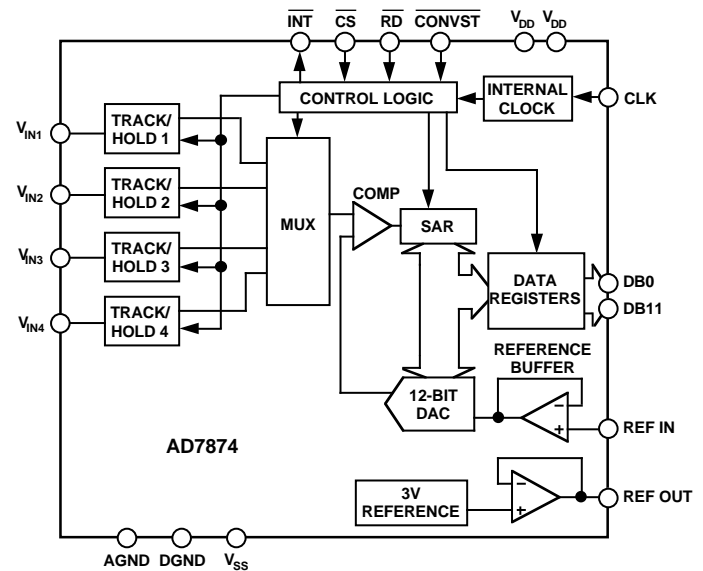 INT CS RD CONVST VDD VDD
CONTROL LOGIC
INTERNAL
CLOCK
CLK
VIN1
TRACK/
HOLD 1
VIN2
TRACK/
HOLD 2
VIN3
TRACK/
HOLD 3
VIN4
TRACK/
HOLD 4
MUX
COMP
SAR
DATA
REGISTERS
DB0
DB11
REFERENCE
BUFFER
12-BIT
DAC
−
+
REF IN
AD7874
3V
REFERENCE
−
+
REF OUT
AGND DGND VSS